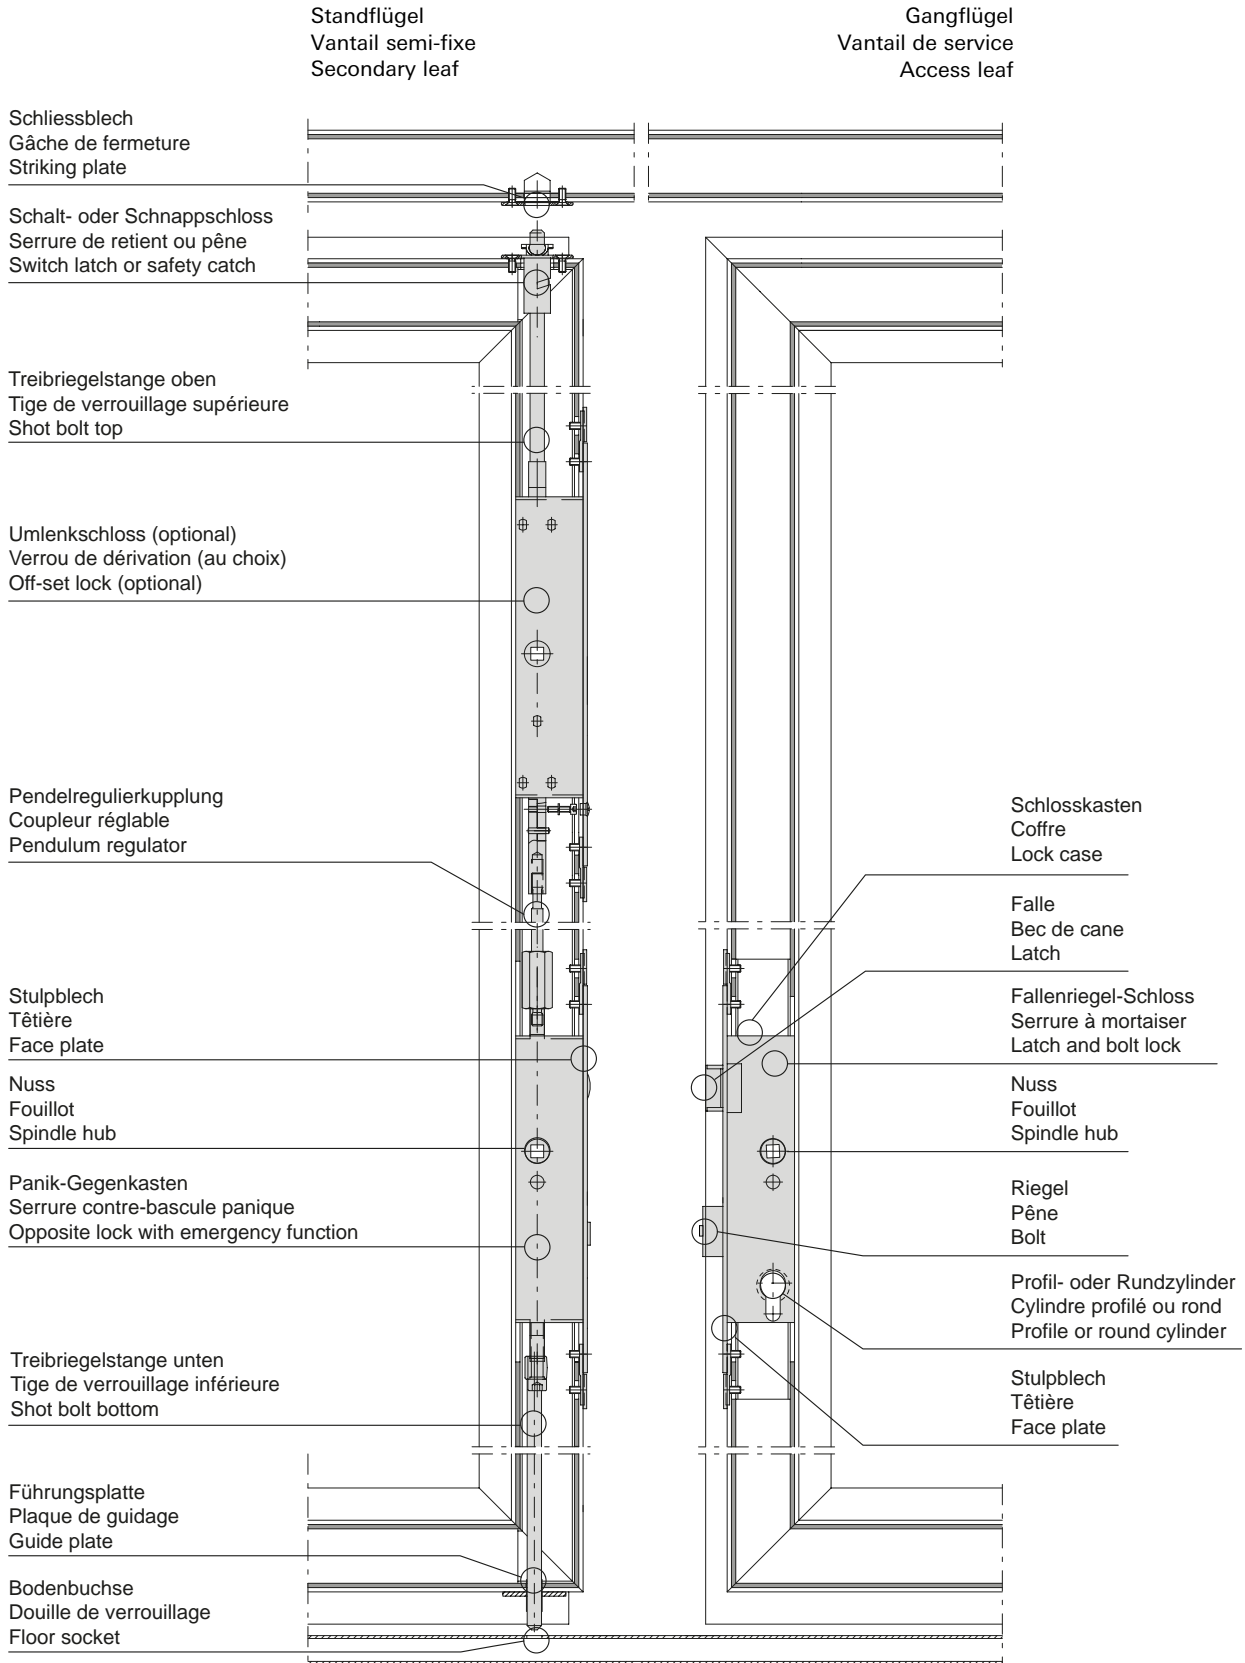 Standflügel
Vantail semi-fixe
Secondary leaf
Gangflügel
Vantail de service
Access leaf
Schliessblech
Gâche de fermeture
Striking plate
Schalt- oder Schnappschloss
Serrure de retient ou pêne
Switch latch or safety catch
Treibriegelstange oben
Tige de verrouillage supérieure
Shot bolt top
Umlenkschloss (optional)
Verrou de dérivation (au choix)
Off-set lock (optional)
Pendelregulierkupplung
Coupleur réglable
Pendulum regulator
Stulpblech
Têtière
Face plate
Nuss
Fouillot
Spindle hub
Panik-Gegenkasten
Serrure contre-bascule panique
Opposite lock with emergency function
Treibriegelstange unten
Tige de verrouillage inférieure
Shot bolt bottom
Führungsplatte
Plaque de guidage
Guide plate
Bodenbuchse
Douille de verrouillage
Floor socket
Schlosskasten
Coffre
Lock case
Falle
Bec de cane
Latch
Fallenriegel-Schloss
Serrure à mortaiser
Latch and bolt lock
Nuss
Fouillot
Spindle hub
Riegel
Pêne
Bolt
Profil- oder Rundzylinder
Cylindre profilé ou rond
Profile or round cylinder
Stulpblech
Têtière
Face plate